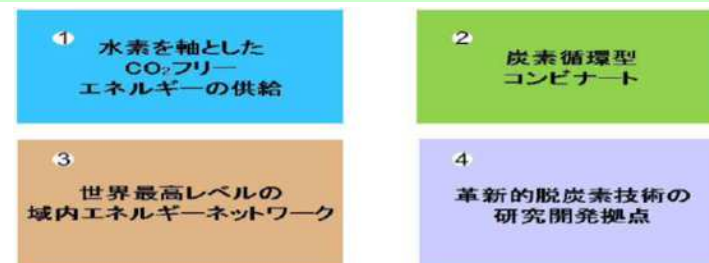 ① 水素を軸とした
CO₂フリー
エネルギーの供給
② 炭素循環型
コンビナート
③ 世界最高レベルの
域内エネルギーネットワーク
④ 革新的脱炭素技術の
研究開発拠点